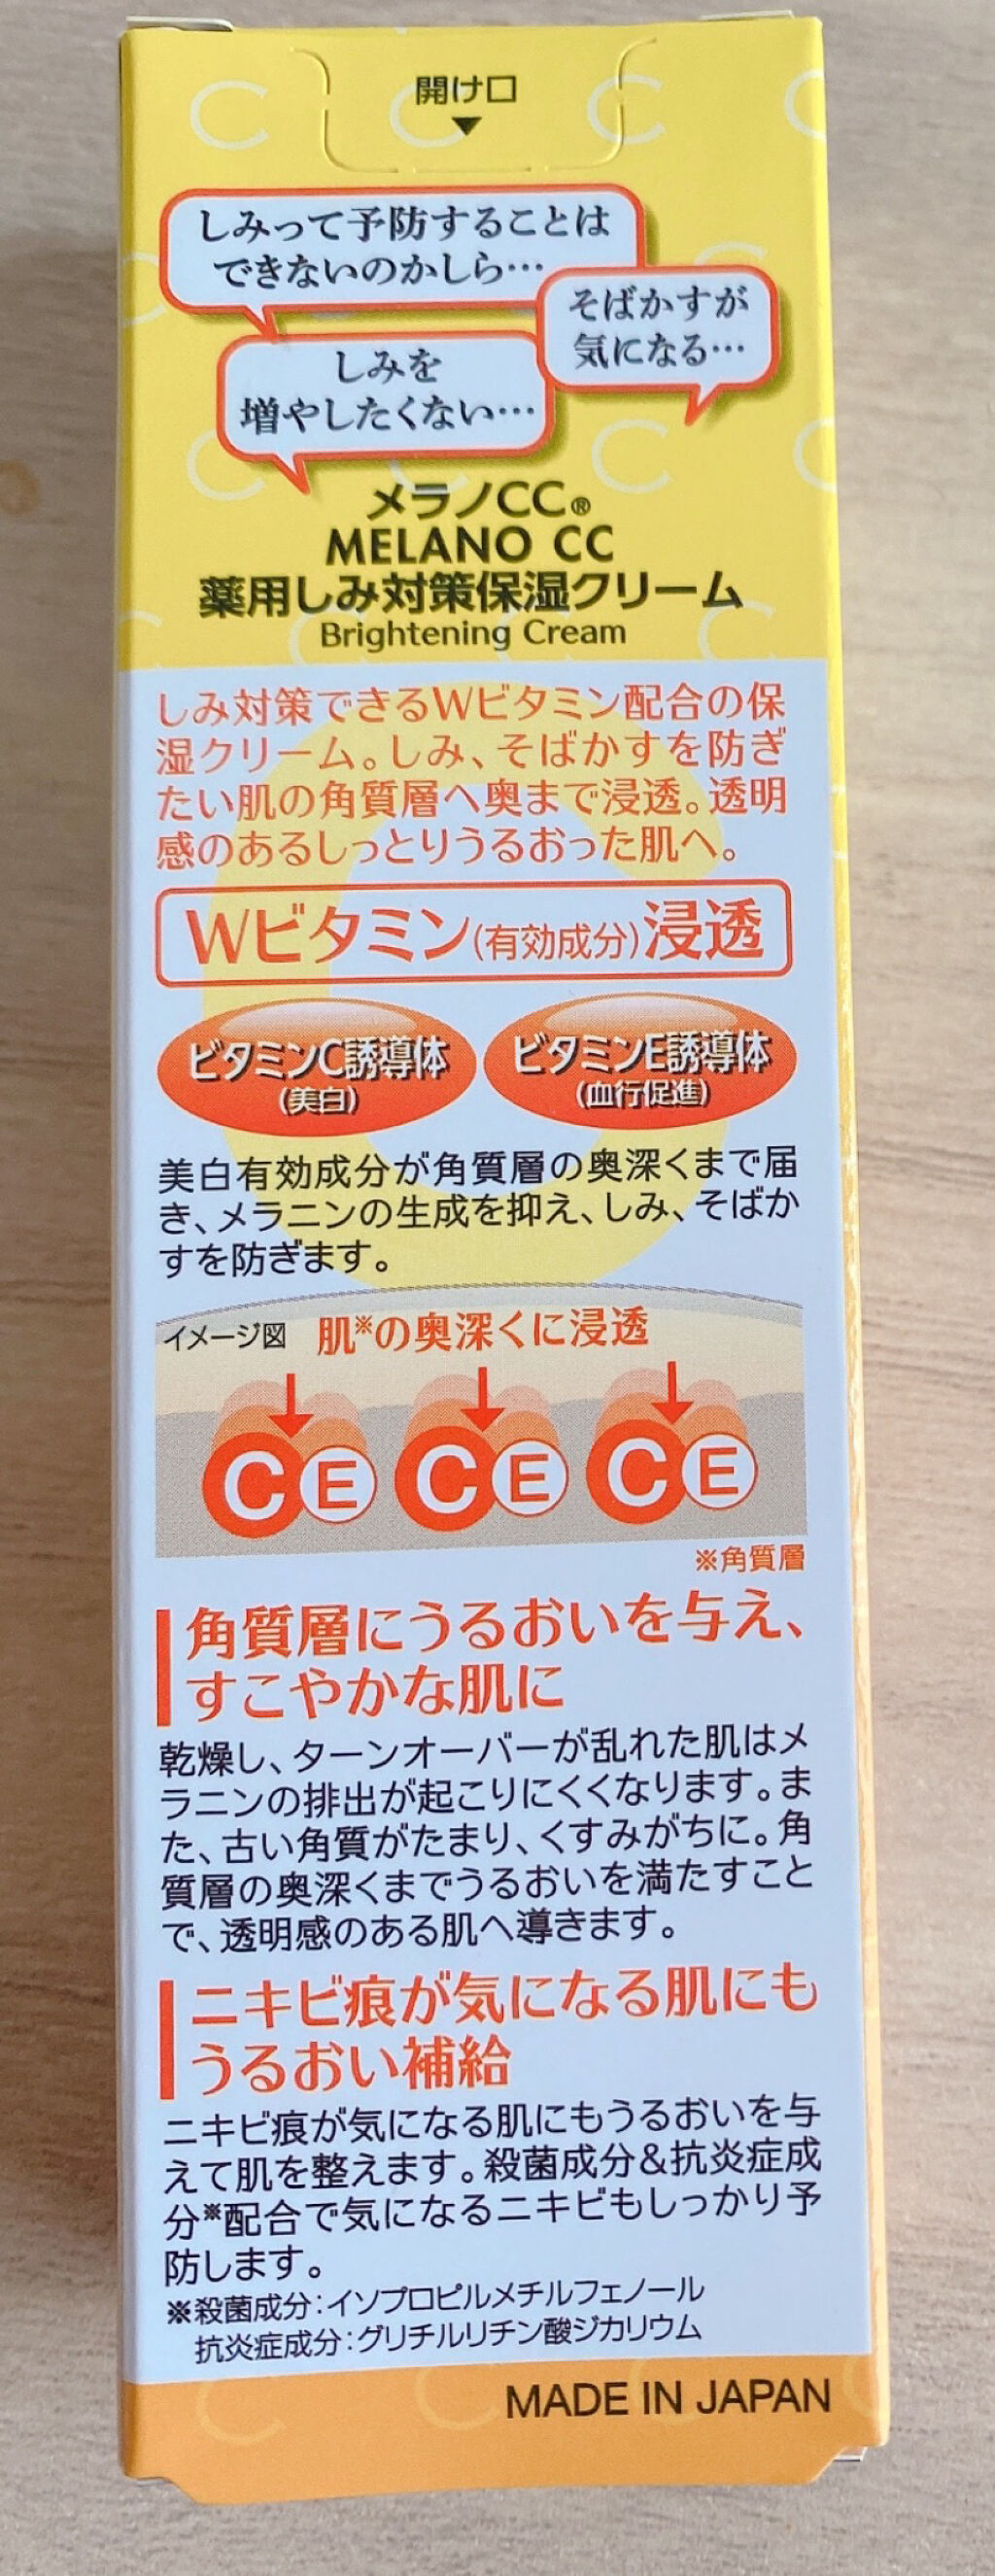 開け口
▼
しみって予防することは
できないのかしら…
そばかすが
気になる…
しみを
増やしたくない…
メラノCC®
MELANO CC
薬用しみ対策保湿クリーム
Brightening Cream
しみ対策できるWビタミン配合の保
湿クリーム。しみ、そばかすを防ぎ
たい肌の角質層へ奥まで浸透。透明
感のあるしっとりうるおった肌へ。
Wビタミン(有効成分)浸透
ビタミンC誘導体
(美白)
ビタミンE誘導体
(血行促進)
美白有効成分が角質層の奥深くまで届
き、メラニンの生成を抑え、しみ、そばか
すを防ぎます。
イメージ図 肌※の奥深くに浸透
C E C E C E
※角質層
角質層にうるおいを与え、
すこやかな肌に
乾燥し、ターンオーバーが乱れた肌はメ
ラニンの排出が起こりにくくなります。ま
た、古い角質がたまり、くすみがちに。角
質層の奥深くまでうるおいを満たすこと
で、透明感のある肌へ導きます。
ニキビ痕が気になる肌にも
うるおい補給
ニキビ痕が気になる肌にもうるおいを与
えて肌を整えます。殺菌成分&抗炎症成
分※配合で気になるニキビもしっかり予
防します。
※殺菌成分:イソプロピルメチルフェノール
抗炎症成分:グリチルリチン酸ジカリウム
MADE IN JAPAN